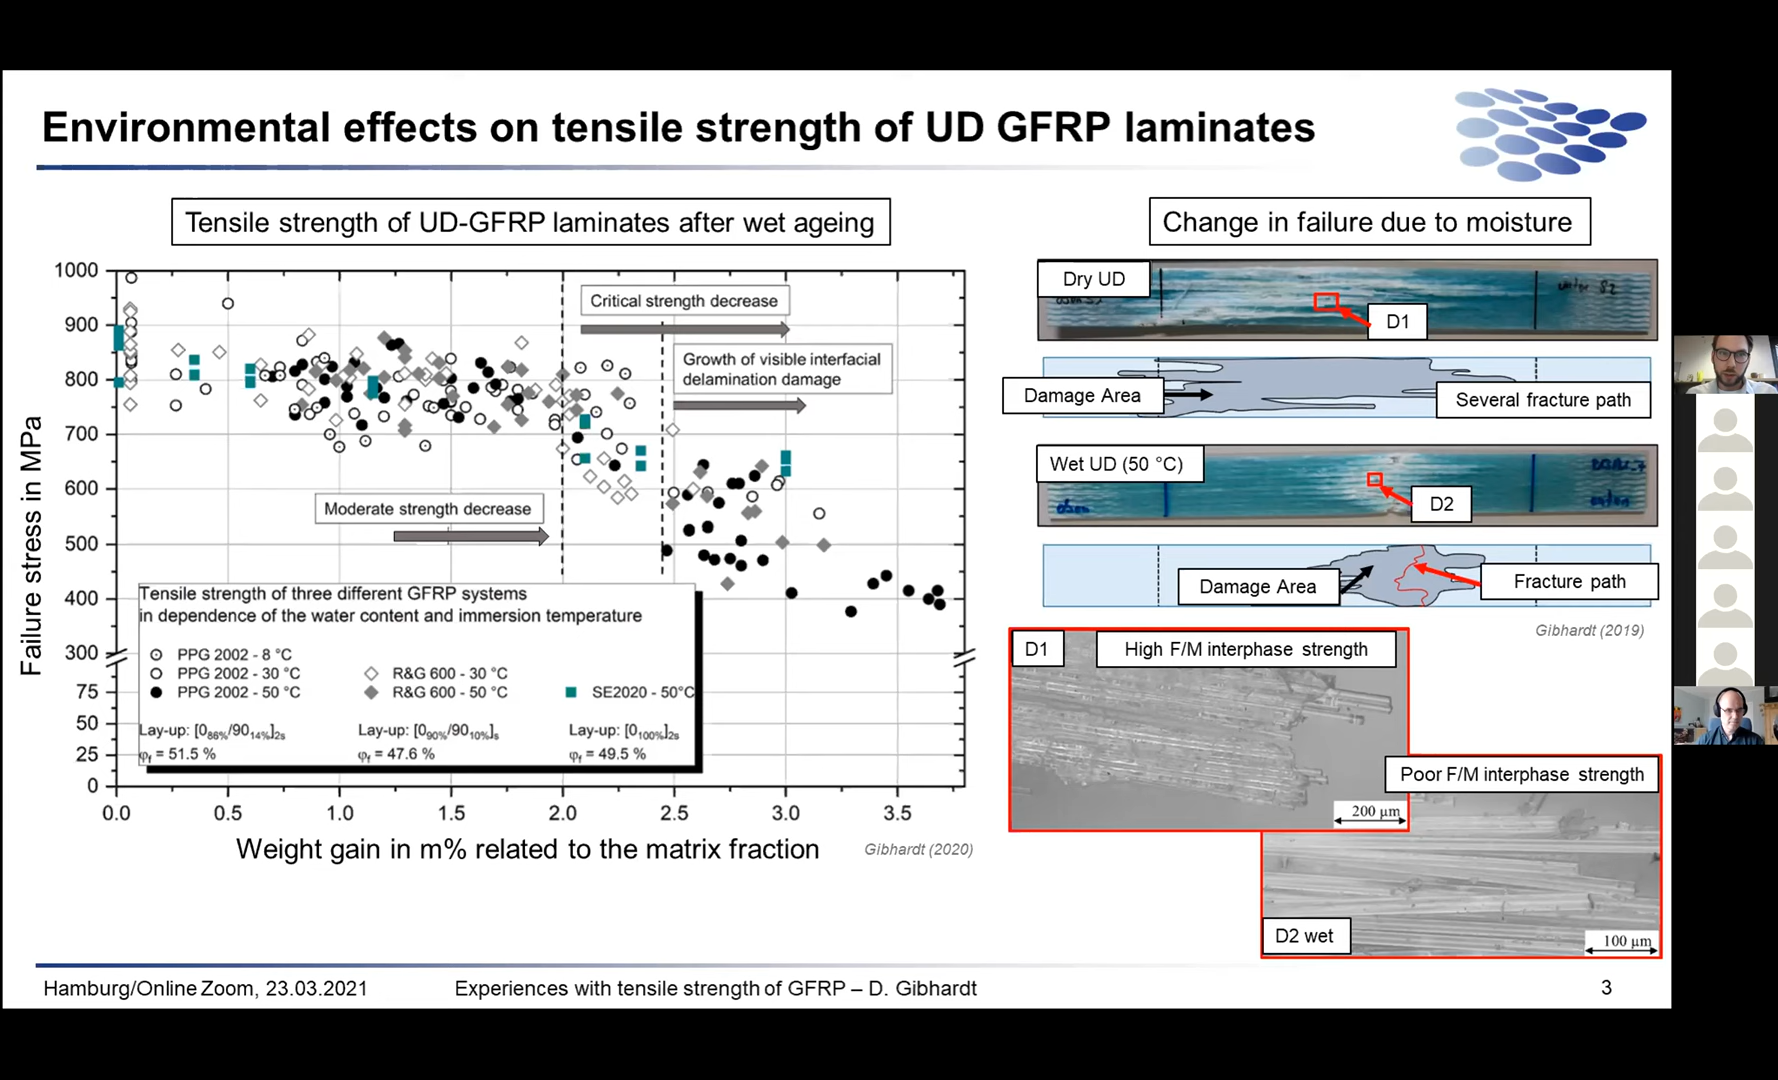 Environmental effects on tensile strength of UD GFRP laminates
Tensile strength of UD-GFRP laminates after wet ageing
Failure stress in MPa
1000
900
800
700
600
500
400
300
75
50
25
0
0.0 0.5 1.0 1.5 2.0 2.5 3.0 3.5
Critical strength decrease
Growth of visible interfacial
delamination damage
Moderate strength decrease
Tensile strength of three different GFRP systems
in dependence of the water content and immersion temperature
PPG 2002 - 8 °C
PPG 2002 - 30 °C R&G 600 - 30 °C
PPG 2002 - 50 °C R&G 600 - 50 °C SE2020 - 50°C
Lay-up: [086%/9014%]2s Lay-up: [090%/9010%]s Lay-up: [0100%]2s
φf = 51.5 % φf = 47.6 % φf = 49.5 %
Weight gain in m% related to the matrix fraction
Gibhardt (2020)
Change in failure due to moisture
Dry UD
D1
Damage Area
Several fracture path
Wet UD (50 °C)
D2
Damage Area
Fracture path
Gibhardt (2019)
D1
High F/M interphase strength
200 µm
Poor F/M interphase strength
D2 wet
100 µm
Hamburg/Online Zoom, 23.03.2021
Experiences with tensile strength of GFRP – D. Gibhardt
3